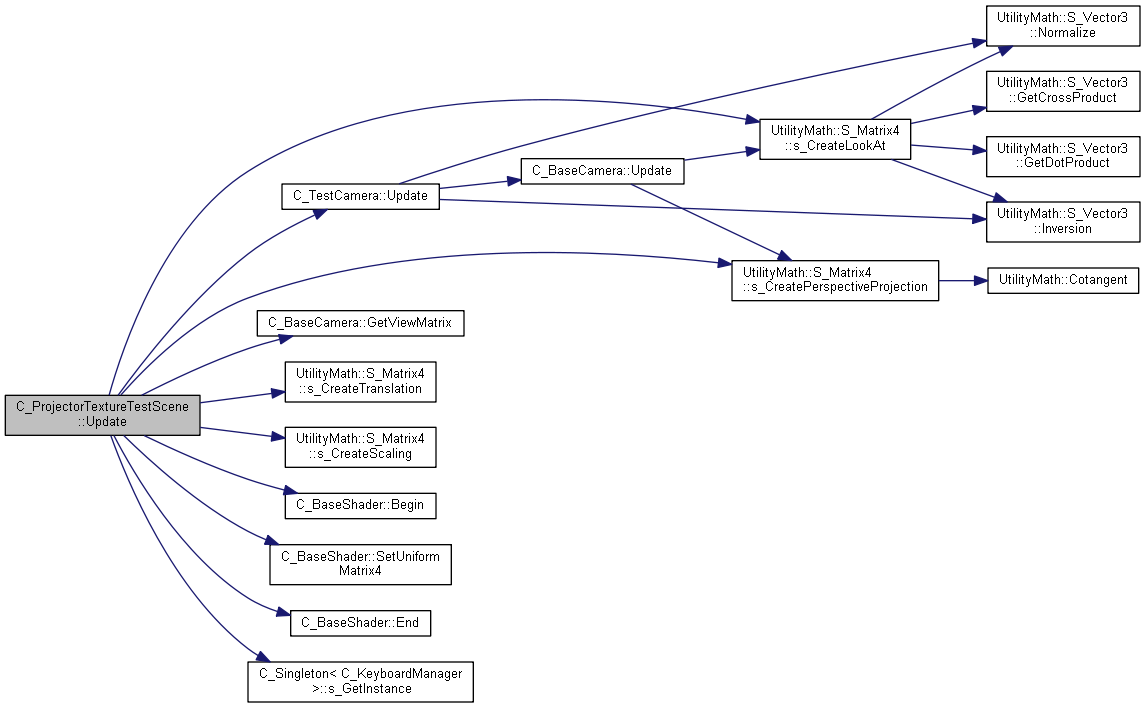 UtilityMath::S_Vector3
::Normalize
UtilityMath::S_Vector3
::GetCrossProduct
UtilityMath::S_Matrix4
::s_CreateLookAt
UtilityMath::S_Vector3
::GetDotProduct
C_BaseCamera::Update
C_TestCamera::Update
UtilityMath::S_Vector3
::Inversion
UtilityMath::S_Matrix4
::s_CreatePerspectiveProjection
UtilityMath::Cotangent
C_BaseCamera::GetViewMatrix
UtilityMath::S_Matrix4
::s_CreateTranslation
C_ProjectorTextureTestScene
::Update
UtilityMath::S_Matrix4
::s_CreateScaling
C_BaseShader::Begin
C_BaseShader::SetUniform
Matrix4
C_BaseShader::End
C_Singleton< C_KeyboardManager
>::s_GetInstance